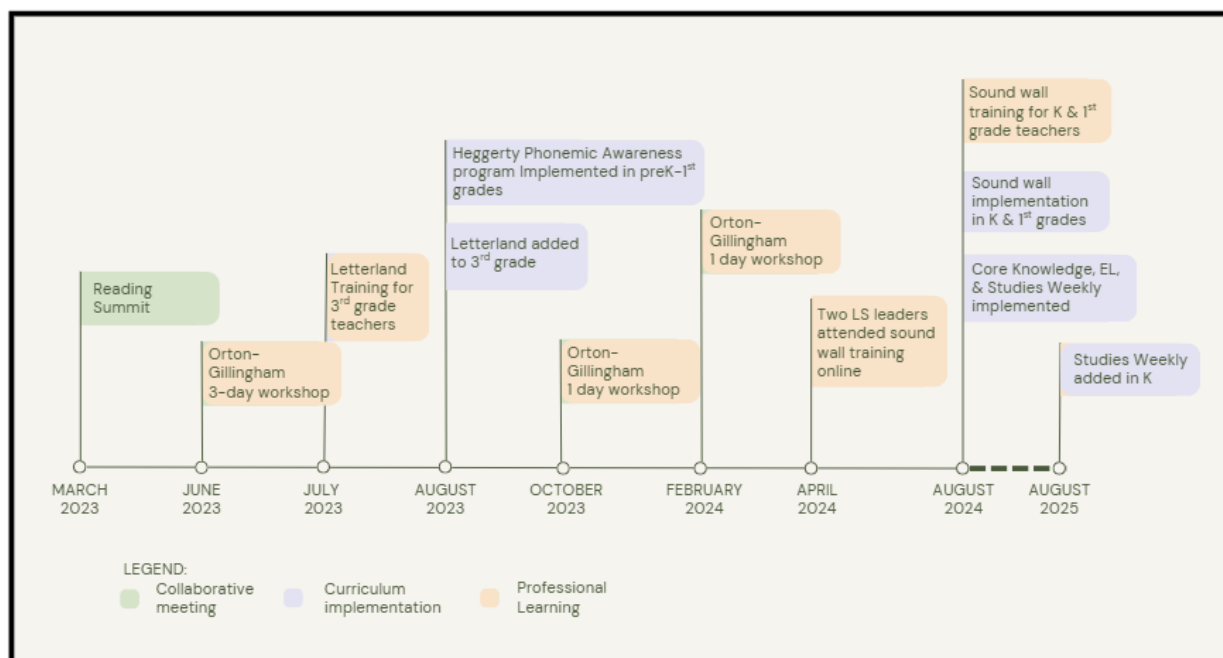 Sound wall
training for K & 1st
grade teachers
Heggerty Phonemic Awareness
program Implemented in preK-1st
grades
Sound wall
implementation
in K & 1st grades
Orton-
Gillingham
1 day workshop
Letterland added
to 3rd grade
Letterland
Training for
3rd grade
teachers
Core Knowledge, EL,
& Studies Weekly
implemented
Reading
Summit
Two LS leaders
attended sound
wall training
online
Orton-
Gillingham
3-day workshop
Orton-
Gillingham
1 day workshop
Studies Weekly
added in K
MARCH
2023
JUNE
2023
JULY
2023
AUGUST
2023
OCTOBER
2023
FEBRUARY
2024
APRIL
2024
AUGUST
2024
AUGUST
2025
LEGEND:
Collaborative
meeting
Curriculum
implementation
Professional
Learning